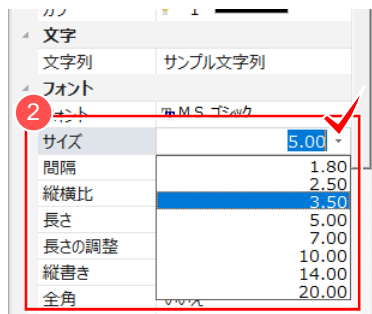 文字
文字列 サンプル文字列
フォント
2
サイズ 5.00
間隔 1.80
2.50
縦横比 3.50
長さ 5.00
長さの調整 7.00
10.00
縦書き 14.00
全角 20.00